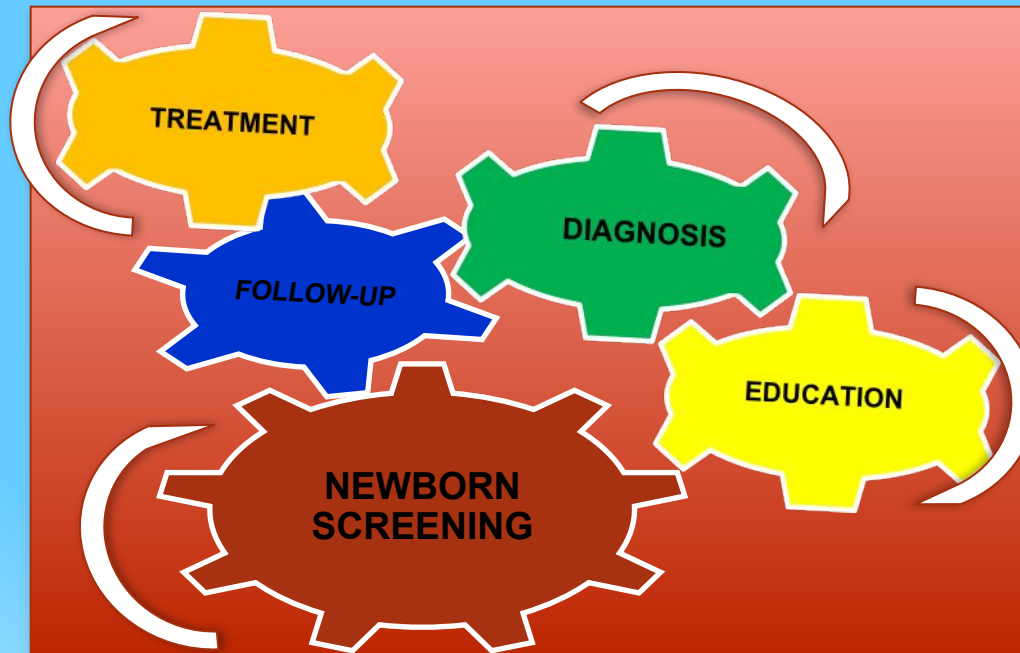 TREATMENT
DIAGNOSIS
FOLLOW-UP
EDUCATION
NEWBORN
SCREENING